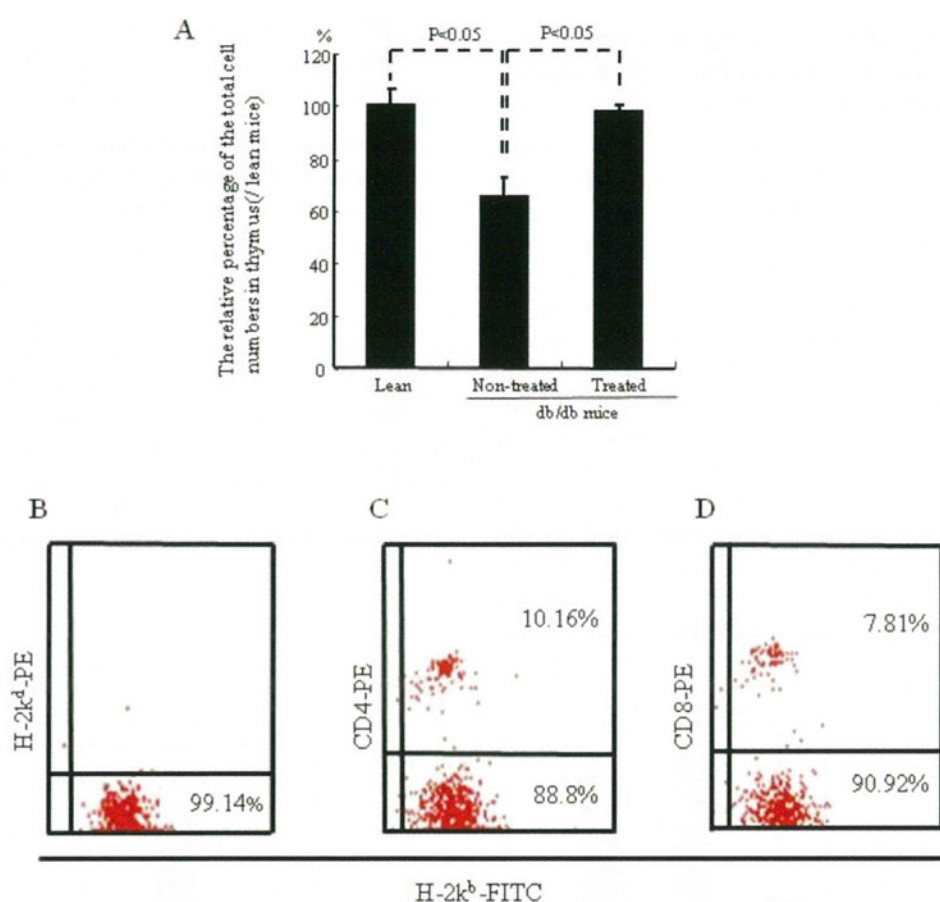 A
%
P<0.05
P<0.05
The relative percentage of the total cell
numbers in thymus(/ lean mice)
120
100
80
60
40
20
0
Lean
Non-treated
Treated
db/db mice
B
C
D
H-2kᵈ-PE
99.14%
CD4-PE
10.16%
88.8%
CD8-PE
7.81%
90.92%
H-2kᵇ-FITC